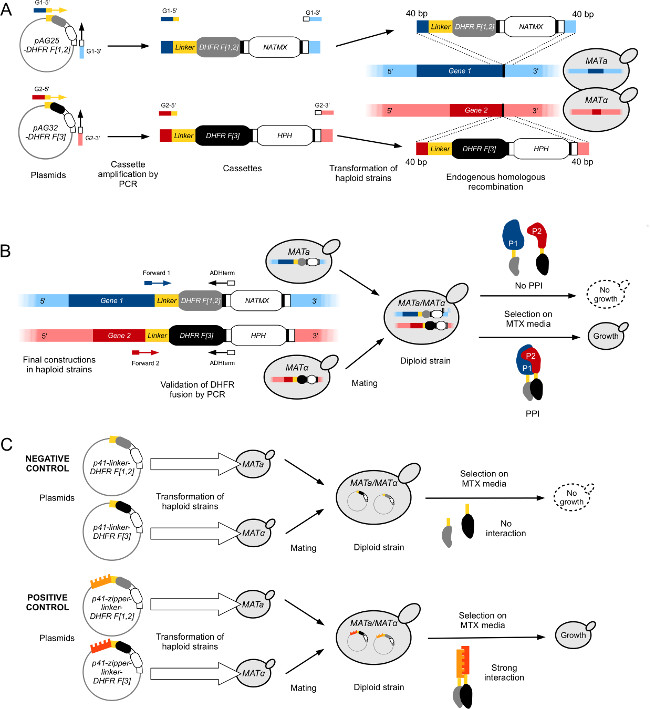 A
G1-5'
pAG25
-DHFR F[1,2]
G1-3'
G1-5'
G1-3'
Linker
DHFR F[1,2]
NATMX
40 bp
40 bp
Linker
DHFR F[1,2]
NATMX
5'
Gene 1
3'
MATa
G2-5'
pAG32
-DHFR F[3]
G2-3'
G2-5'
G2-3'
Linker
DHFR F[3]
HPH
5'
Gene 2
3'
MATα
40 bp
Linker
DHFR F[3]
HPH
40 bp
Plasmids
Cassette
amplification by
PCR
Cassettes
Transformation of
haploid strains
Endogenous homologous
recombination
B
Forward 1
ADHterm
5'
Gene 1
Linker
DHFR F[1,2]
NATMX
3'
5'
Gene 2
Linker
DHFR F[3]
HPH
3'
Forward 2
ADHterm
Final constructions
in haploid strains
Validation of DHFR
fusion by PCR
MATa
MATα
Mating
MATa/MATα
Diploid strain
P1
P2
No PPI
Selection on
MTX media
No
growth
Growth
P2
P1
PPI
C
NEGATIVE
CONTROL
Plasmids
p41-linker-
DHFR F[1,2]
p41-linker-
DHFR F[3]
Transformation of
haploid strains
MATa
MATα
Mating
MATa/MATα
Diploid strain
Selection on
MTX media
No
interaction
No
growth
POSITIVE
CONTROL
Plasmids
p41-zipper-
linker-
DHFR F[1,2]
p41-zipper-
linker-
DHFR F[3]
Transformation of
haploid strains
MATa
MATα
Mating
MATa/MATα
Diploid strain
Selection on
MTX media
Strong
interaction
Growth